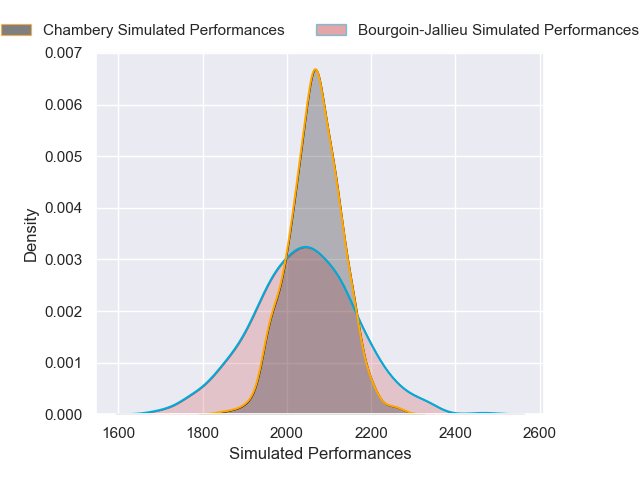 Chambery Simulated Performances
Bourgoin-Jallieu Simulated Performances
0.007
0.006
0.005
0.004
0.003
0.002
0.001
0.000
Density
1600 1800 2000 2200 2400 2600
Simulated Performances